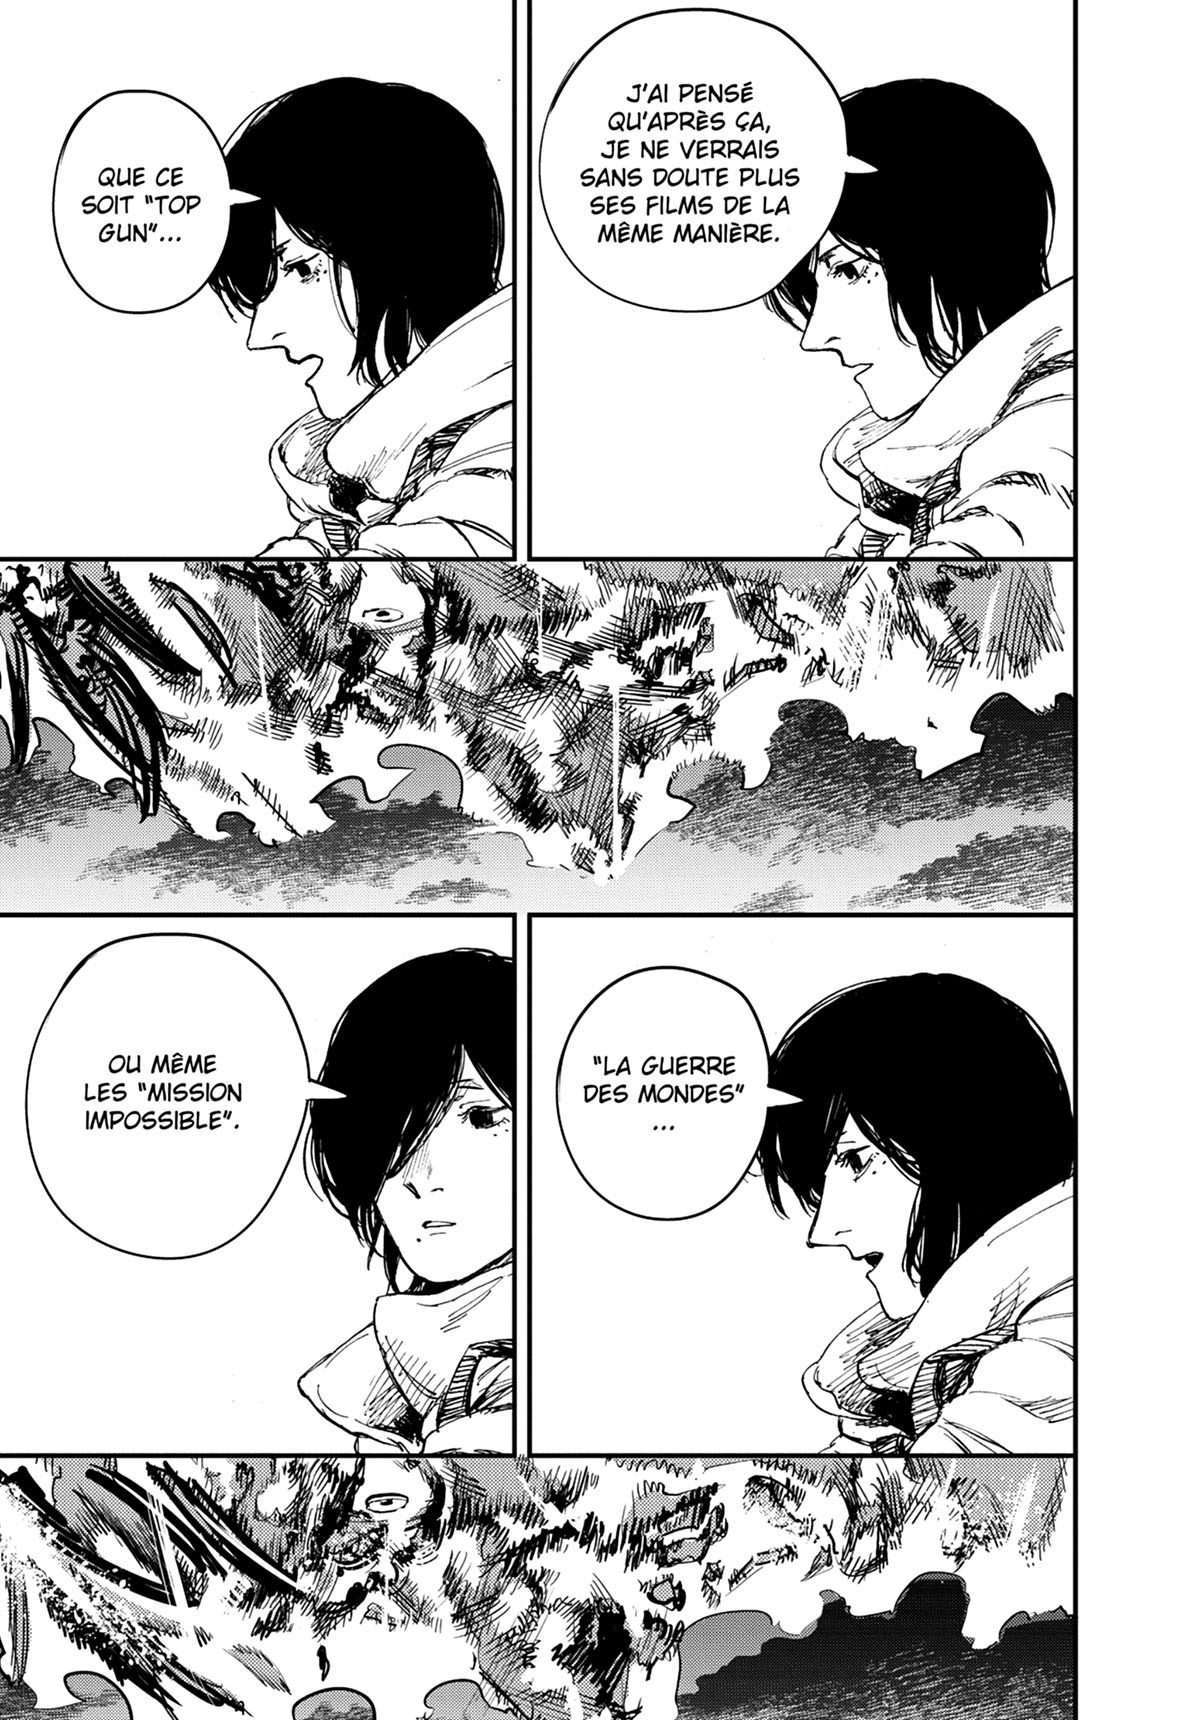 J'AI PENSÉ
QU'APRÈS ÇA,
JE NE VERRAIS
SANS DOUTE PLUS
SES FILMS DE LA
MÊME MANIÈRE.
QUE CE
SOIT "TOP
GUN"...
"LA GUERRE
DES MONDES"
...
OU MÊME
LES "MISSION
IMPOSSIBLE".